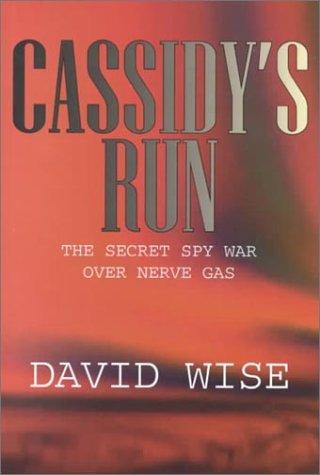 CASSIDY'S
RUN
THE SECRET SPY WAR
OVER NERVE GAS
DAVID WISE